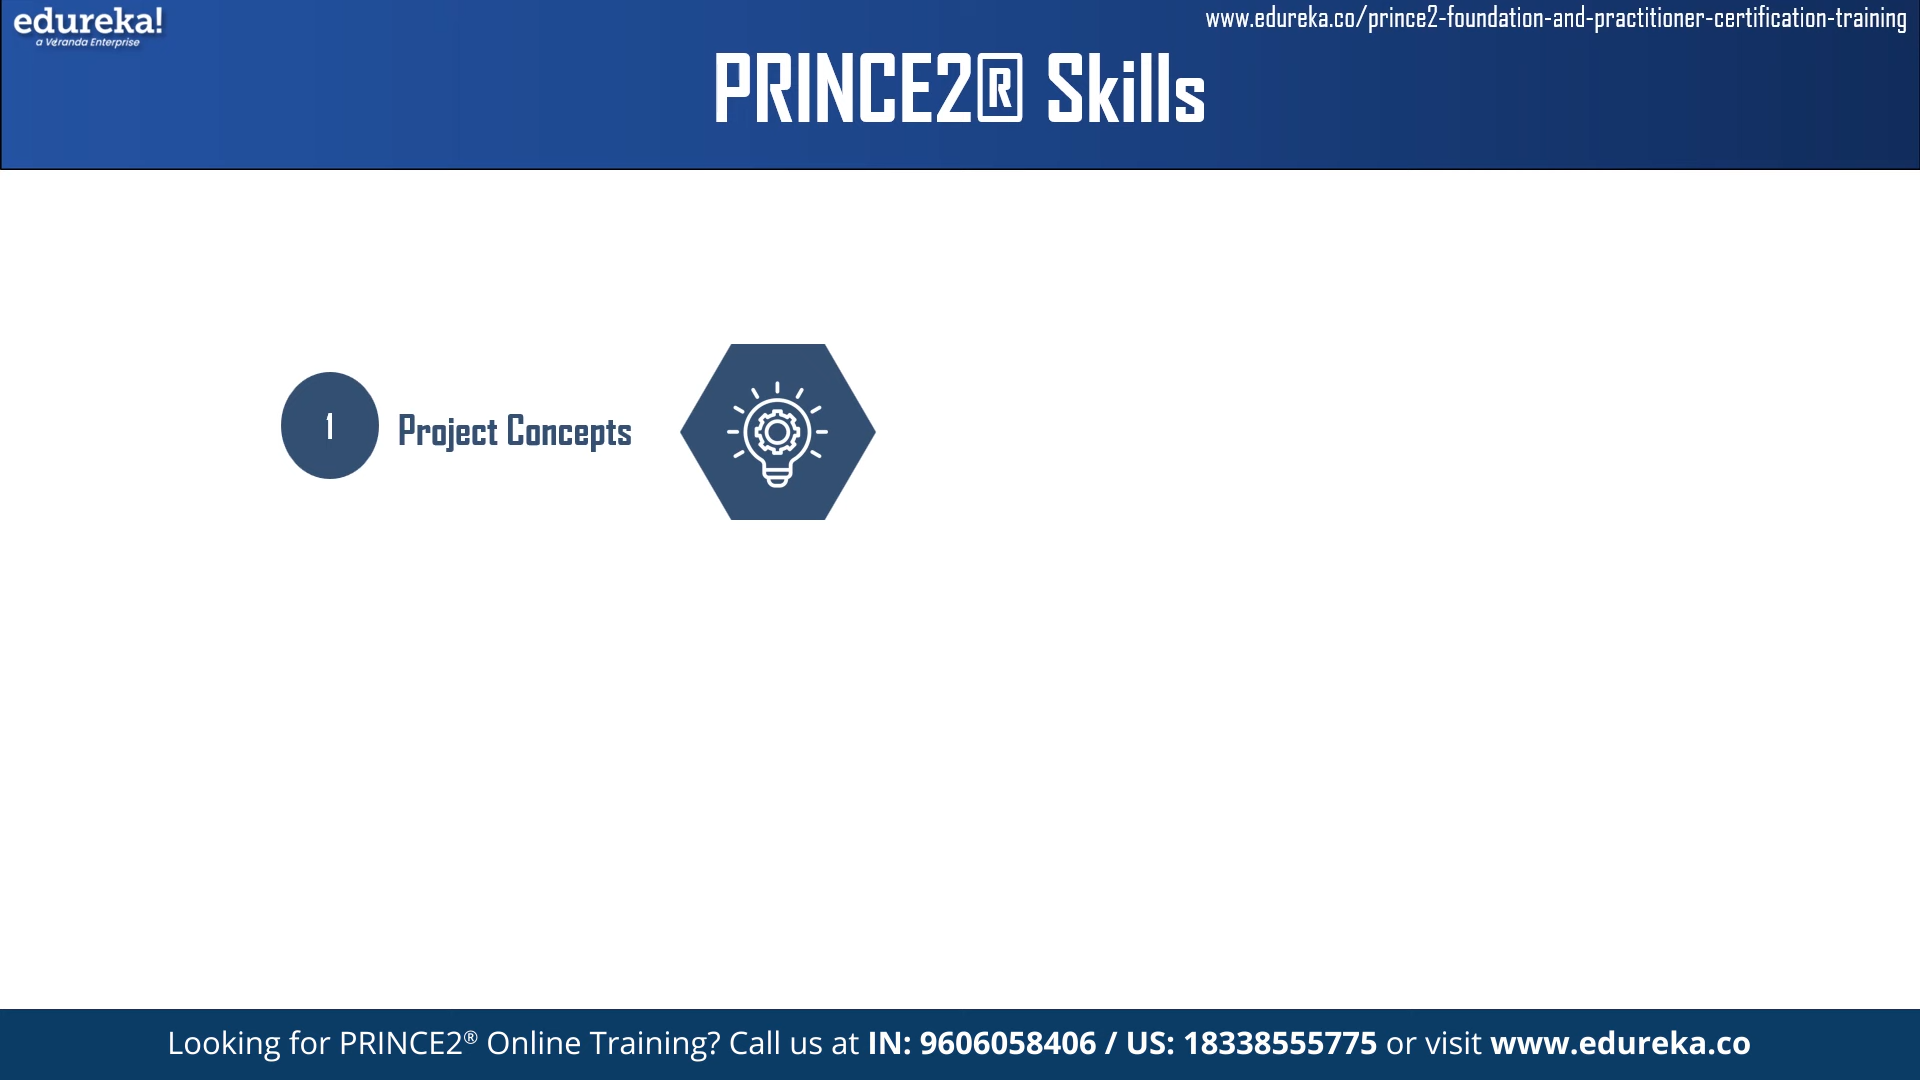 edureka!
a Veranda Enterprise
www.edureka.co/prince2-foundation-and-practitioner-certification-training
PRINCE2® Skills
1 Project Concepts
Looking for PRINCE2® Online Training? Call us at IN: 9606058406 / US: 18338555775 or visit www.edureka.co